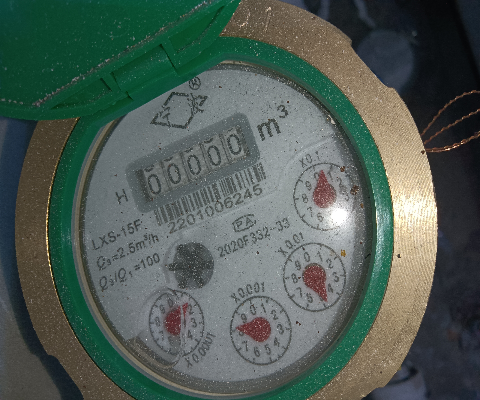 ®
00000 m³
H
2201006245
LXS-15F
Q₃=2.5m³/h
Q₃/Q₁=100
PA
2020F352-33
X0.1
X0.01
X0.001
X0.0001